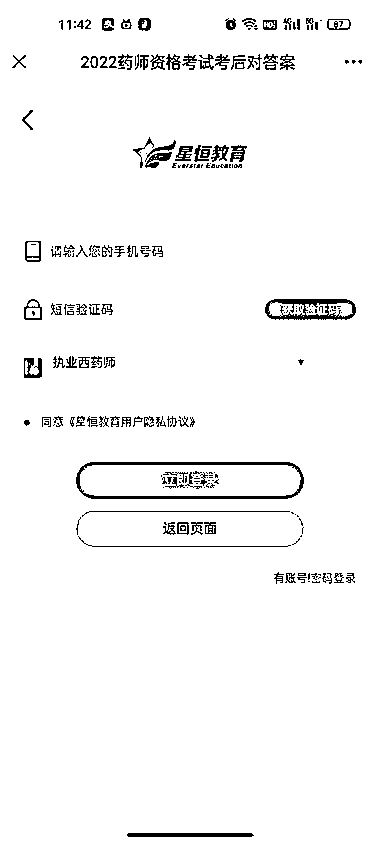 11:42
87
2022药师资格考试考后对答案
星恒教育
Everstar Education
请输入您的手机号码
短信验证码
获取验证码
执业西药师
同意《星恒教育用户隐私协议》
立即登录
返回页面
有账号!密码登录